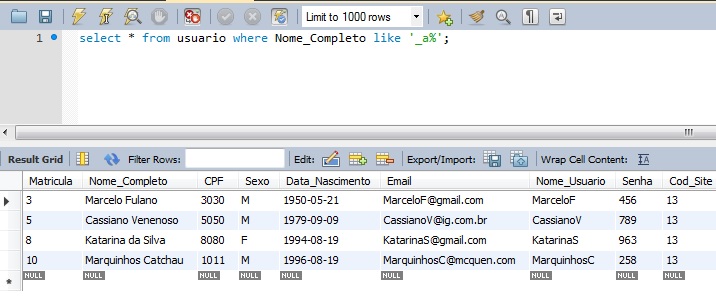 Limit to 1000 rows
1 select * from usuario where Nome_Completo like '_a%';
Result Grid Filter Rows: Edit: Export/Import: Wrap Cell Content:
Matricula Nome_Completo CPF Sexo Data_Nascimento Email Nome_Usuario Senha Cod_Site
3 Marcelo Fulano 3030 M 1950-05-21 MarceloF@gmail.com MarceloF 456 13
5 Cassiano Venenoso 5050 M 1979-09-09 CassianoV@ig.com.br CassianoV 789 13
8 Katarina da Silva 8080 F 1994-08-19 KatarinaS@gmail.com KatarinaS 963 13
10 Marquinhos Catchau 1011 M 1996-08-19 MarquinhosC@mcquen.com MarquinhosC 258 13
NULL NULL NULL NULL NULL NULL NULL NULL NULL